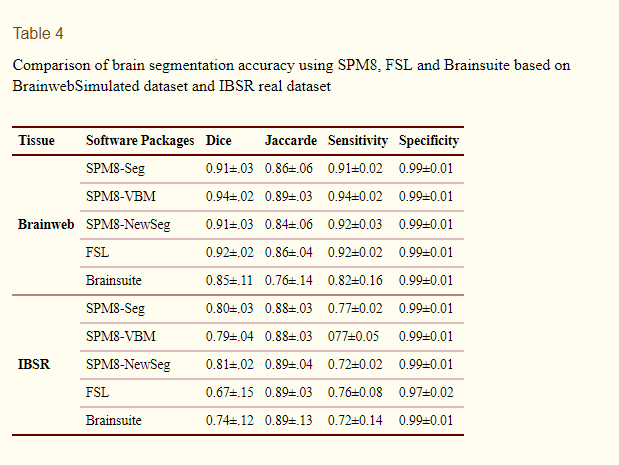 Table 4
Comparison of brain segmentation accuracy using SPM8, FSL and Brainsuite based on
BrainwebSimulated dataset and IBSR real dataset
Tissue Software Packages Dice Jaccarde Sensitivity Specificity
SPM8-Seg 0.91±.03 0.86±.06 0.91±0.02 0.99±0.01
SPM8-VBM 0.94±.02 0.89±.03 0.94±0.02 0.99±0.01
Brainweb SPM8-NewSeg 0.91±.03 0.84±.06 0.92±0.03 0.99±0.01
FSL 0.92±.02 0.86±.04 0.92±0.02 0.99±0.01
Brainsuite 0.85±.11 0.76±.14 0.82±0.16 0.99±0.01
SPM8-Seg 0.80±.03 0.88±.03 0.77±0.02 0.99±0.01
SPM8-VBM 0.79±.04 0.88±.03 077±0.05 0.99±0.01
IBSR SPM8-NewSeg 0.81±.02 0.89±.04 0.72±0.02 0.99±0.01
FSL 0.67±.15 0.89±.03 0.76±0.08 0.97±0.02
Brainsuite 0.74±.12 0.89±.13 0.72±0.14 0.99±0.01